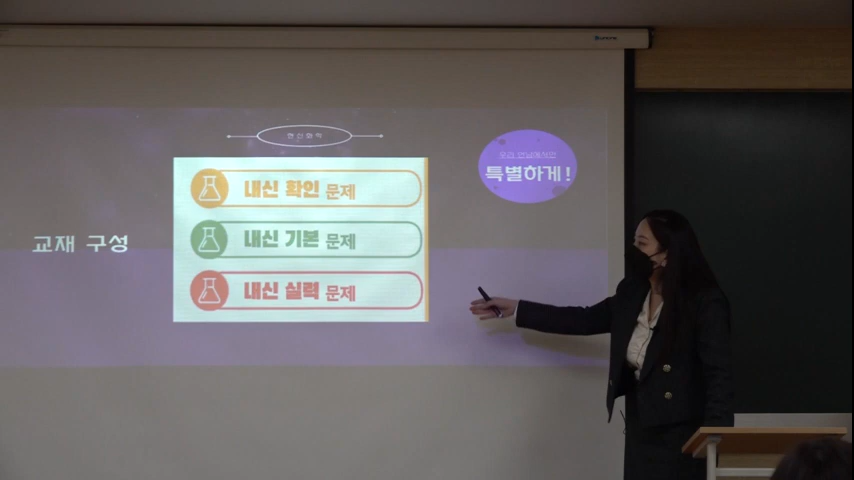 특별하게!
내신 확인 문제
교재 구성
내신 기본 문제
내신 실력 문제